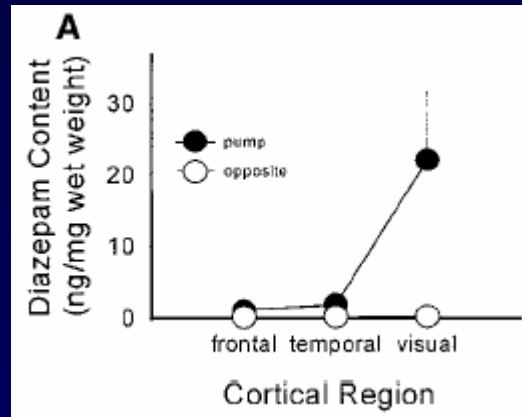 A
Diazepam Content
(ng/mg wet weight)
30
20
10
0
pump
opposite
frontal temporal visual
Cortical Region